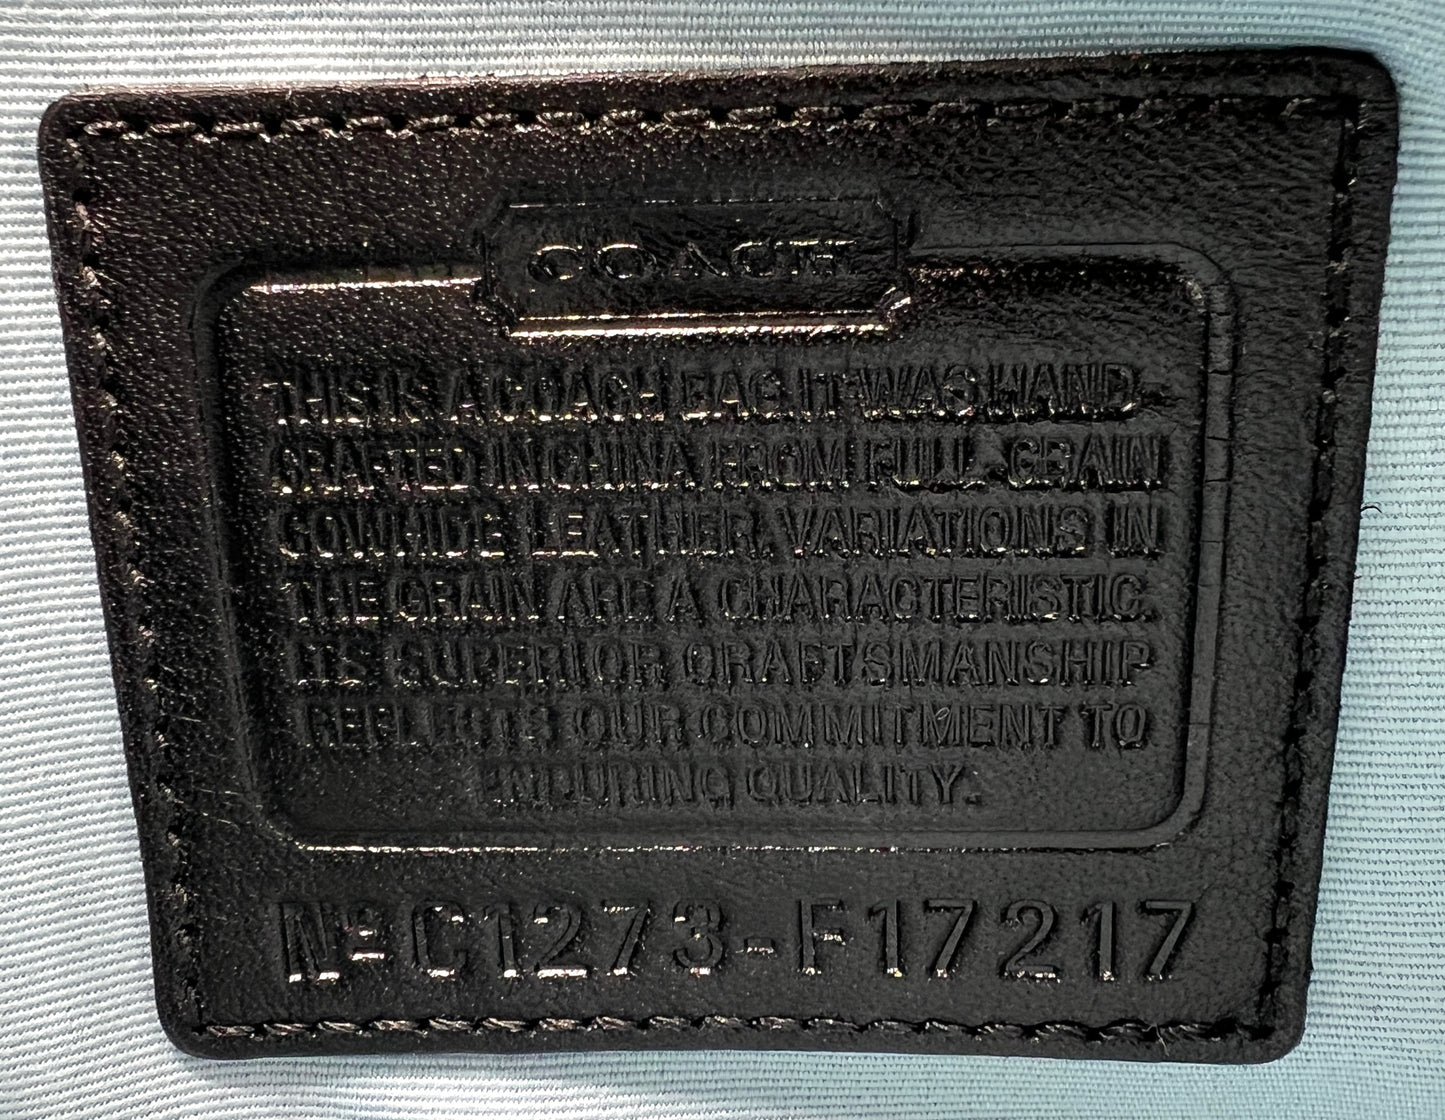 COACH
THIS IS A COACH BAG. IT WAS HAND-
CRAFTED IN CHINA FROM FULL GRAIN
COWHIDE LEATHER. VARIATIONS IN
THE GRAIN ARE A CHARACTERISTIC.
ITS SUPERIOR CRAFTSMANSHIP
REFLECTS OUR COMMITMENT TO
ENDURING QUALITY.
Nº C1273-F17217